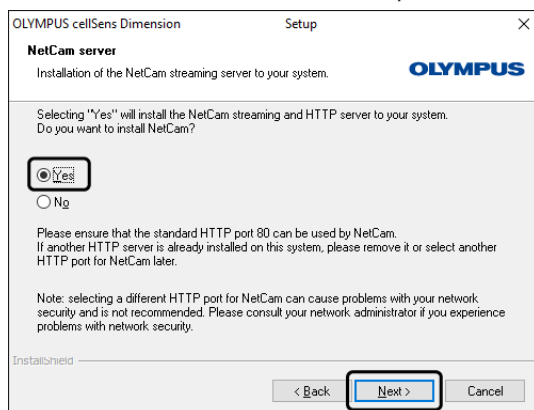 OLYMPUS cellSens Dimension Setup
NetCam server
Installation of the NetCam streaming server to your system.
OLYMPUS
Selecting "Yes" will install the NetCam streaming and HTTP server to your system.
Do you want to install NetCam?
Yes
No
Please ensure that the standard HTTP port 80 can be used by NetCam.
If another HTTP server is already installed on this system, please remove it or select another
HTTP port for NetCam later.
Note: selecting a different HTTP port for NetCam can cause problems with your network
security and is not recommended. Please consult your network administrator if you experience
problems with network security.
InstallShield
< Back Next > Cancel